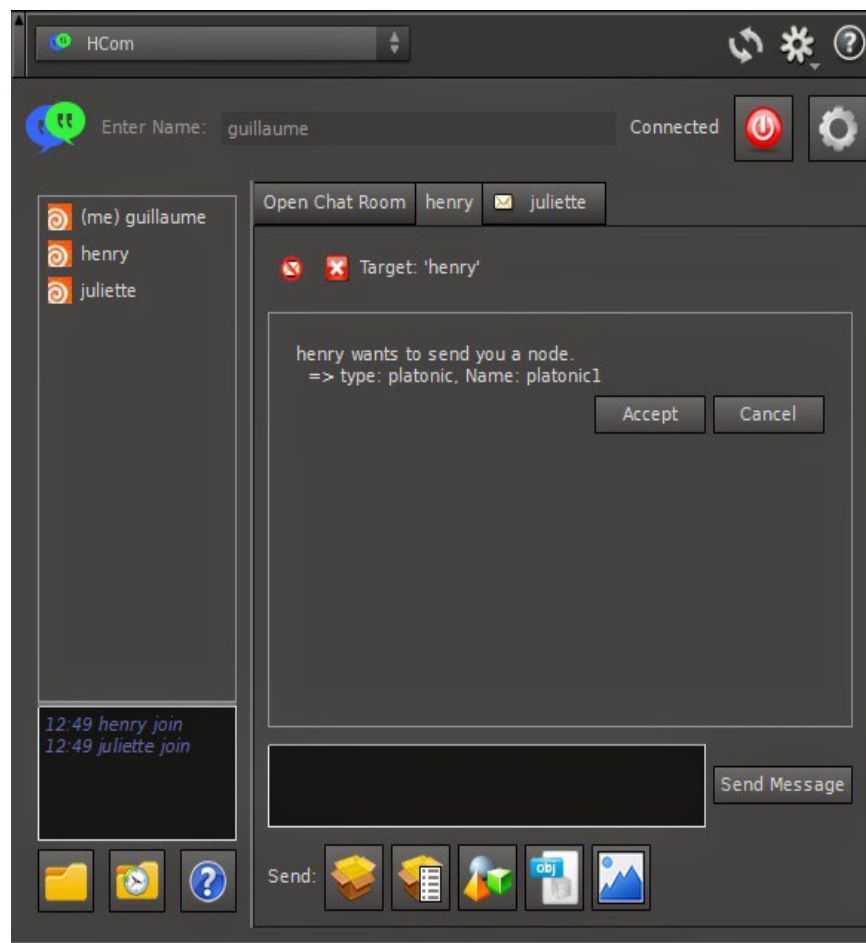 HCom
Enter Name: guillaume Connected
Open Chat Room henry juliette
(me) guillaume
henry
juliette
Target: 'henry'
henry wants to send you a node.
=> type: platonic, Name: platonic1
Accept Cancel
12:49 henry join
12:49 juliette join
Send Message
Send:
obj